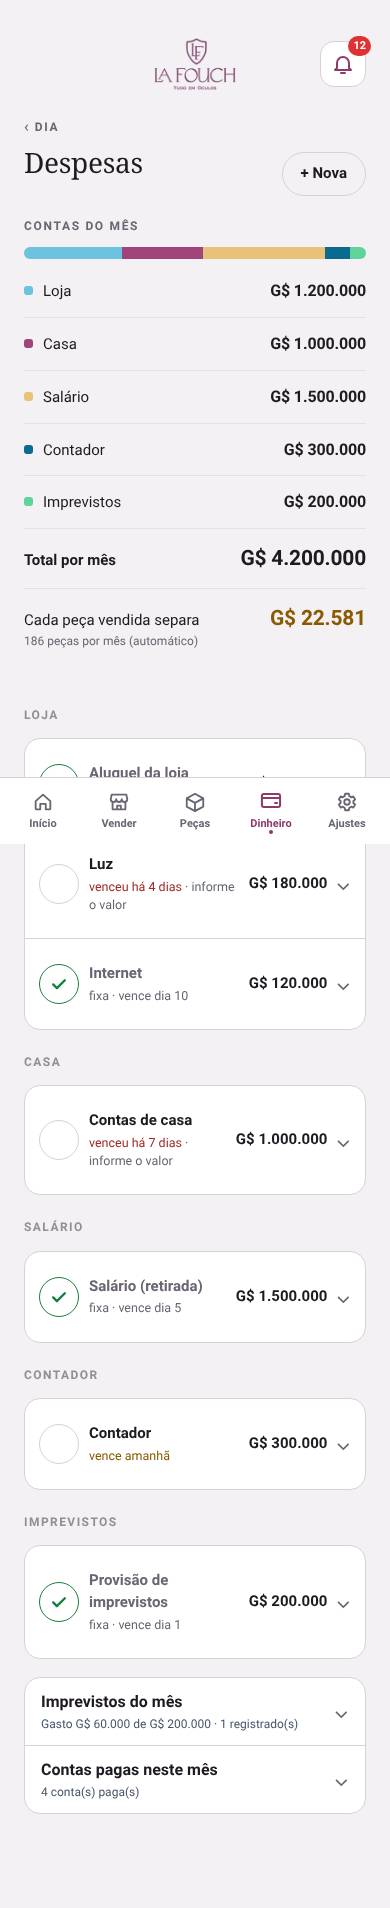 LF
LA FOUCH
Tudo em Óculos
12
‹ DIA
Despesas
+ Nova
CONTAS DO MÊS
Loja G$ 1.200.000
Casa G$ 1.000.000
Salário G$ 1.500.000
Contador G$ 300.000
Imprevistos G$ 200.000
Total por mês G$ 4.200.000
Cada peça vendida separa G$ 22.581
186 peças por mês (automático)
LOJA
Aluguel da loja
Início Vender Peças Dinheiro Ajustes
Luz
venceu há 4 dias · informe G$ 180.000
o valor
Internet
fixa · vence dia 10 G$ 120.000
CASA
Contas de casa
venceu há 7 dias · G$ 1.000.000
informe o valor
SALÁRIO
Salário (retirada)
fixa · vence dia 5 G$ 1.500.000
CONTADOR
Contador
vence amanhã G$ 300.000
IMPREVISTOS
Provisão de
imprevistos G$ 200.000
fixa · vence dia 1
Imprevistos do mês
Gasto G$ 60.000 de G$ 200.000 · 1 registrado(s)
Contas pagas neste mês
4 conta(s) paga(s)